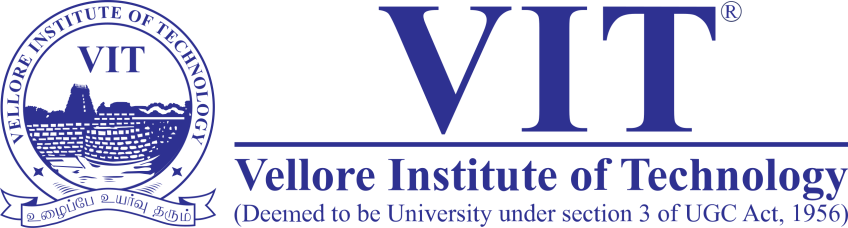 VELLORE INSTITUTE OF TECHNOLOGY
VIT
உழைப்பே உயர்வு தரும்
VIT®
Vellore Institute of Technology
(Deemed to be University under section 3 of UGC Act, 1956)